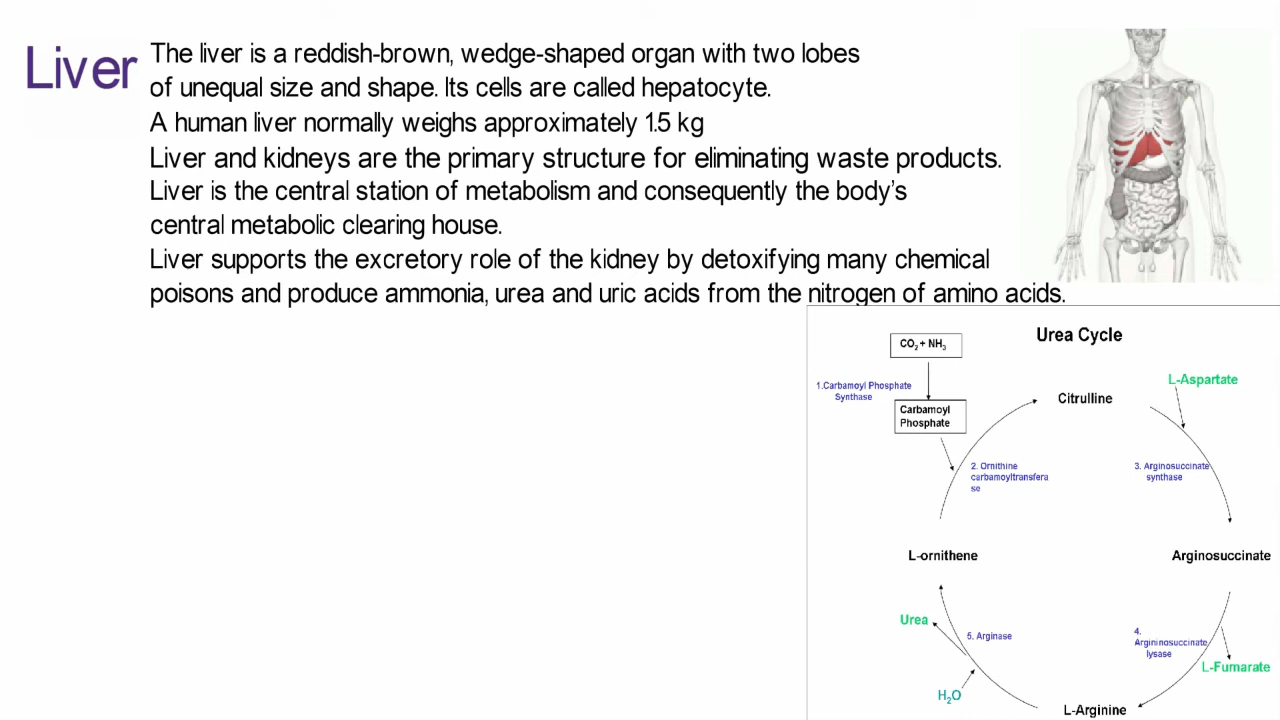 Liver
The liver is a reddish-brown, wedge-shaped organ with two lobes
of unequal size and shape. Its cells are called hepatocyte.
A human liver normally weighs approximately 1.5 kg
Liver and kidneys are the primary structure for eliminating waste products.
Liver is the central station of metabolism and consequently the body’s
central metabolic clearing house.
Liver supports the excretory role of the kidney by detoxifying many chemical
poisons and produce ammonia, urea and uric acids from the nitrogen of amino acids.
Urea Cycle
CO₂ + NH₃
1.Carbamoyl Phosphate
Synthase
Carbamoyl
Phosphate
Citrulline
L-Aspartate
2. Ornithine
carbamoyltransfera
se
3. Arginosuccinate
synthase
L-ornithene
Arginosuccinate
Urea
5. Arginase
4.
Argininosuccinate
lysase
L-Fumarate
H₂O
L-Arginine